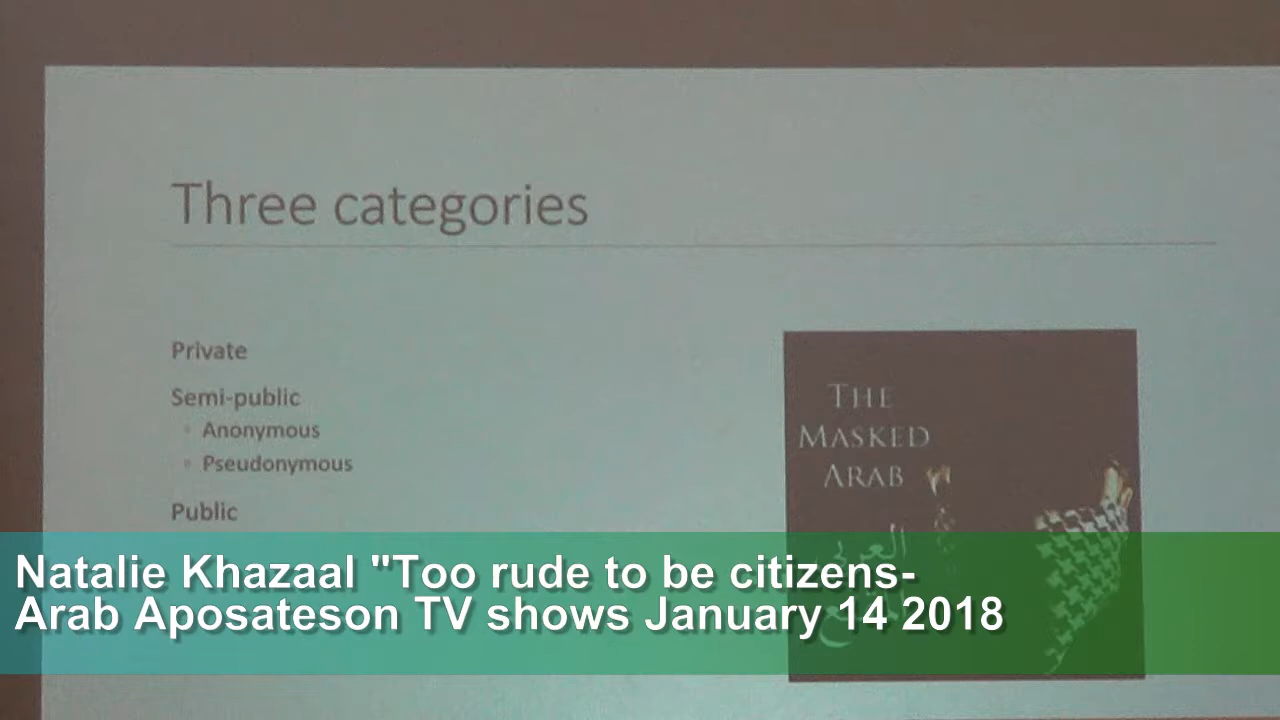 Three categories
Private
Semi-public
Anonymous
Pseudonymous
Public
THE
MASKED
ARAB
العربي
Natalie Khazaal "Too rude to be citizens-
Arab Aposateson TV shows January 14 2018